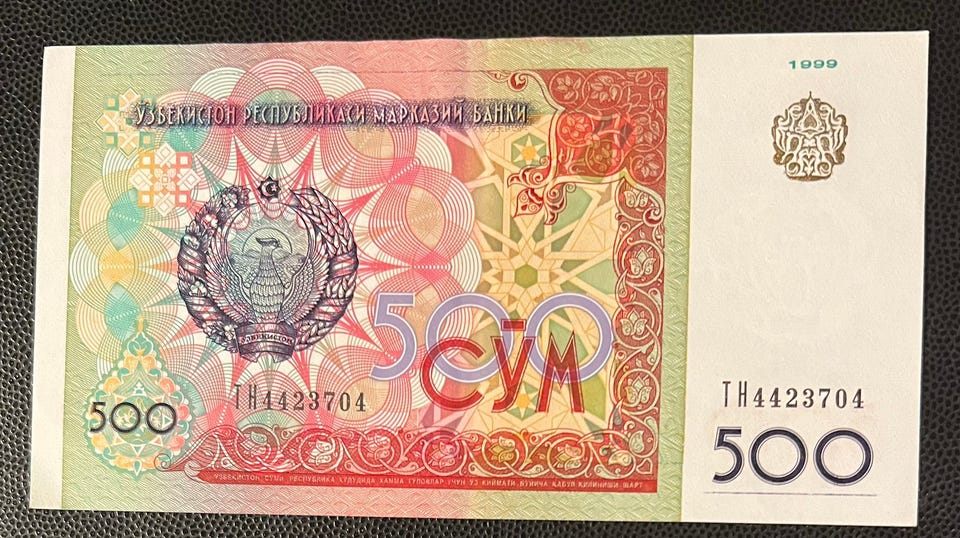 1999
ЎЗБЕКИСТОН РЕСПУБЛИКАСИ МАРКАЗИЙ БАНКИ
ЎЗБЕКИСТОН
500
СЎМ
ТН4423704
500
ТН4423704
500
ЎЗБЕКИСТОН СЎМИ РЕСПУБЛИКА ҲУДУДИДА ҲАММА ТЎЛОВЛАР УЧУН ЎЗ ҚИЙМАТИ БЎЙИЧА ҚАБУЛ ҚИЛИНИШИ ШАРТ